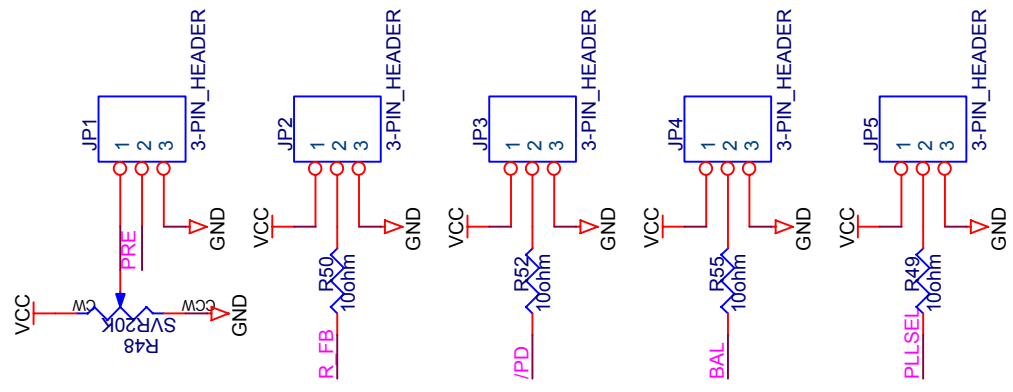 JP1
3-PIN_HEADER
1
2
3
PRE
VCC
CW
CCW
GND
SVR20K
R48
GND
JP2
3-PIN_HEADER
1
2
3
VCC
GND
R50
10ohm
R_FB
JP3
3-PIN_HEADER
1
2
3
VCC
GND
R52
10ohm
/PD
JP4
3-PIN_HEADER
1
2
3
VCC
GND
R55
10ohm
BAL
JP5
3-PIN_HEADER
1
2
3
VCC
GND
R49
10ohm
PLLSEL